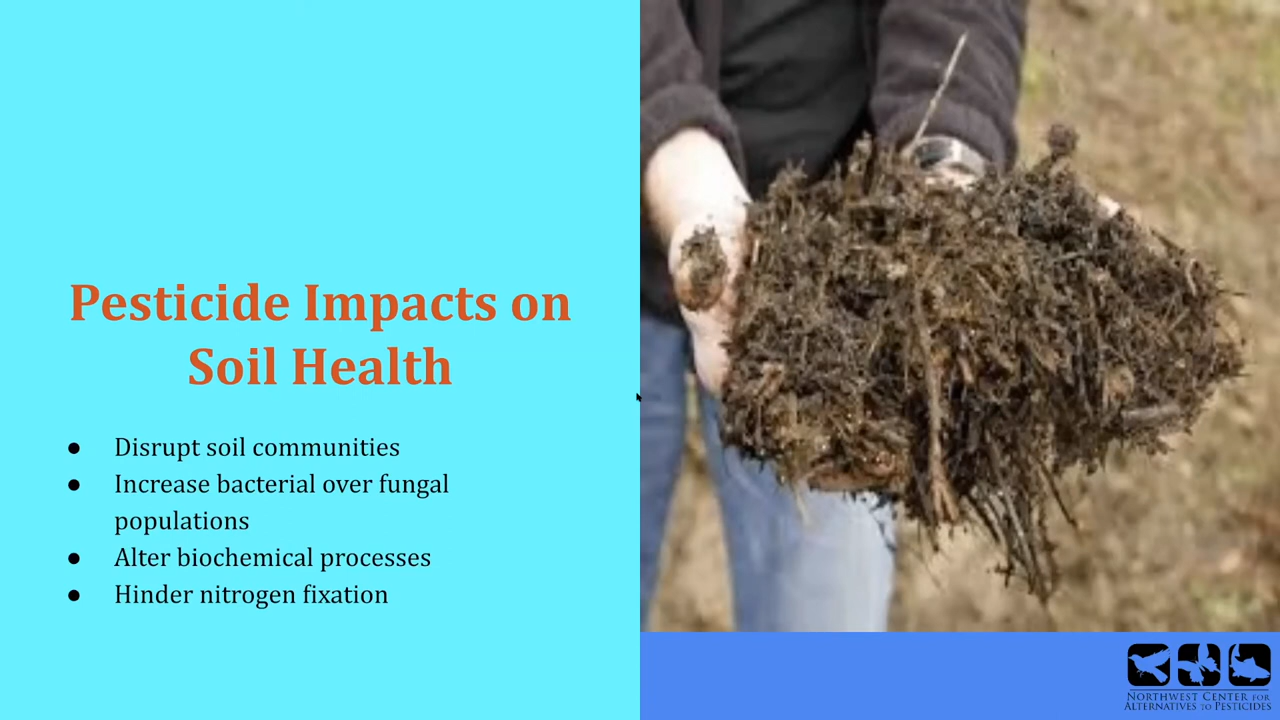 Pesticide Impacts on
Soil Health
● Disrupt soil communities
● Increase bacterial over fungal
populations
● Alter biochemical processes
● Hinder nitrogen fixation
NORTHWEST CENTER FOR
ALTERNATIVES TO PESTICIDES